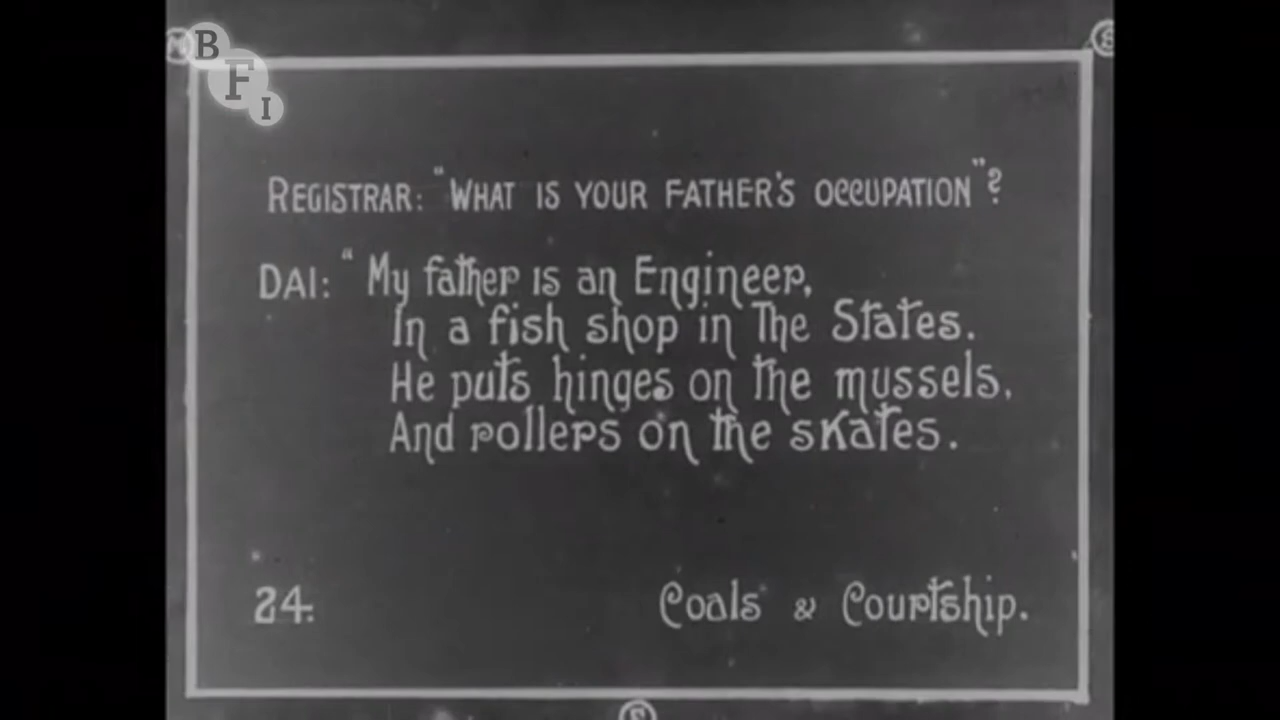 BFI
REGISTRAR: "WHAT IS YOUR FATHER'S OCCUPATION"?
DAI: "My father is an Engineer,
In a fish shop in The States.
He puts hinges on the mussels,
And rollers on the skates.
24.
Coals & Courtship.